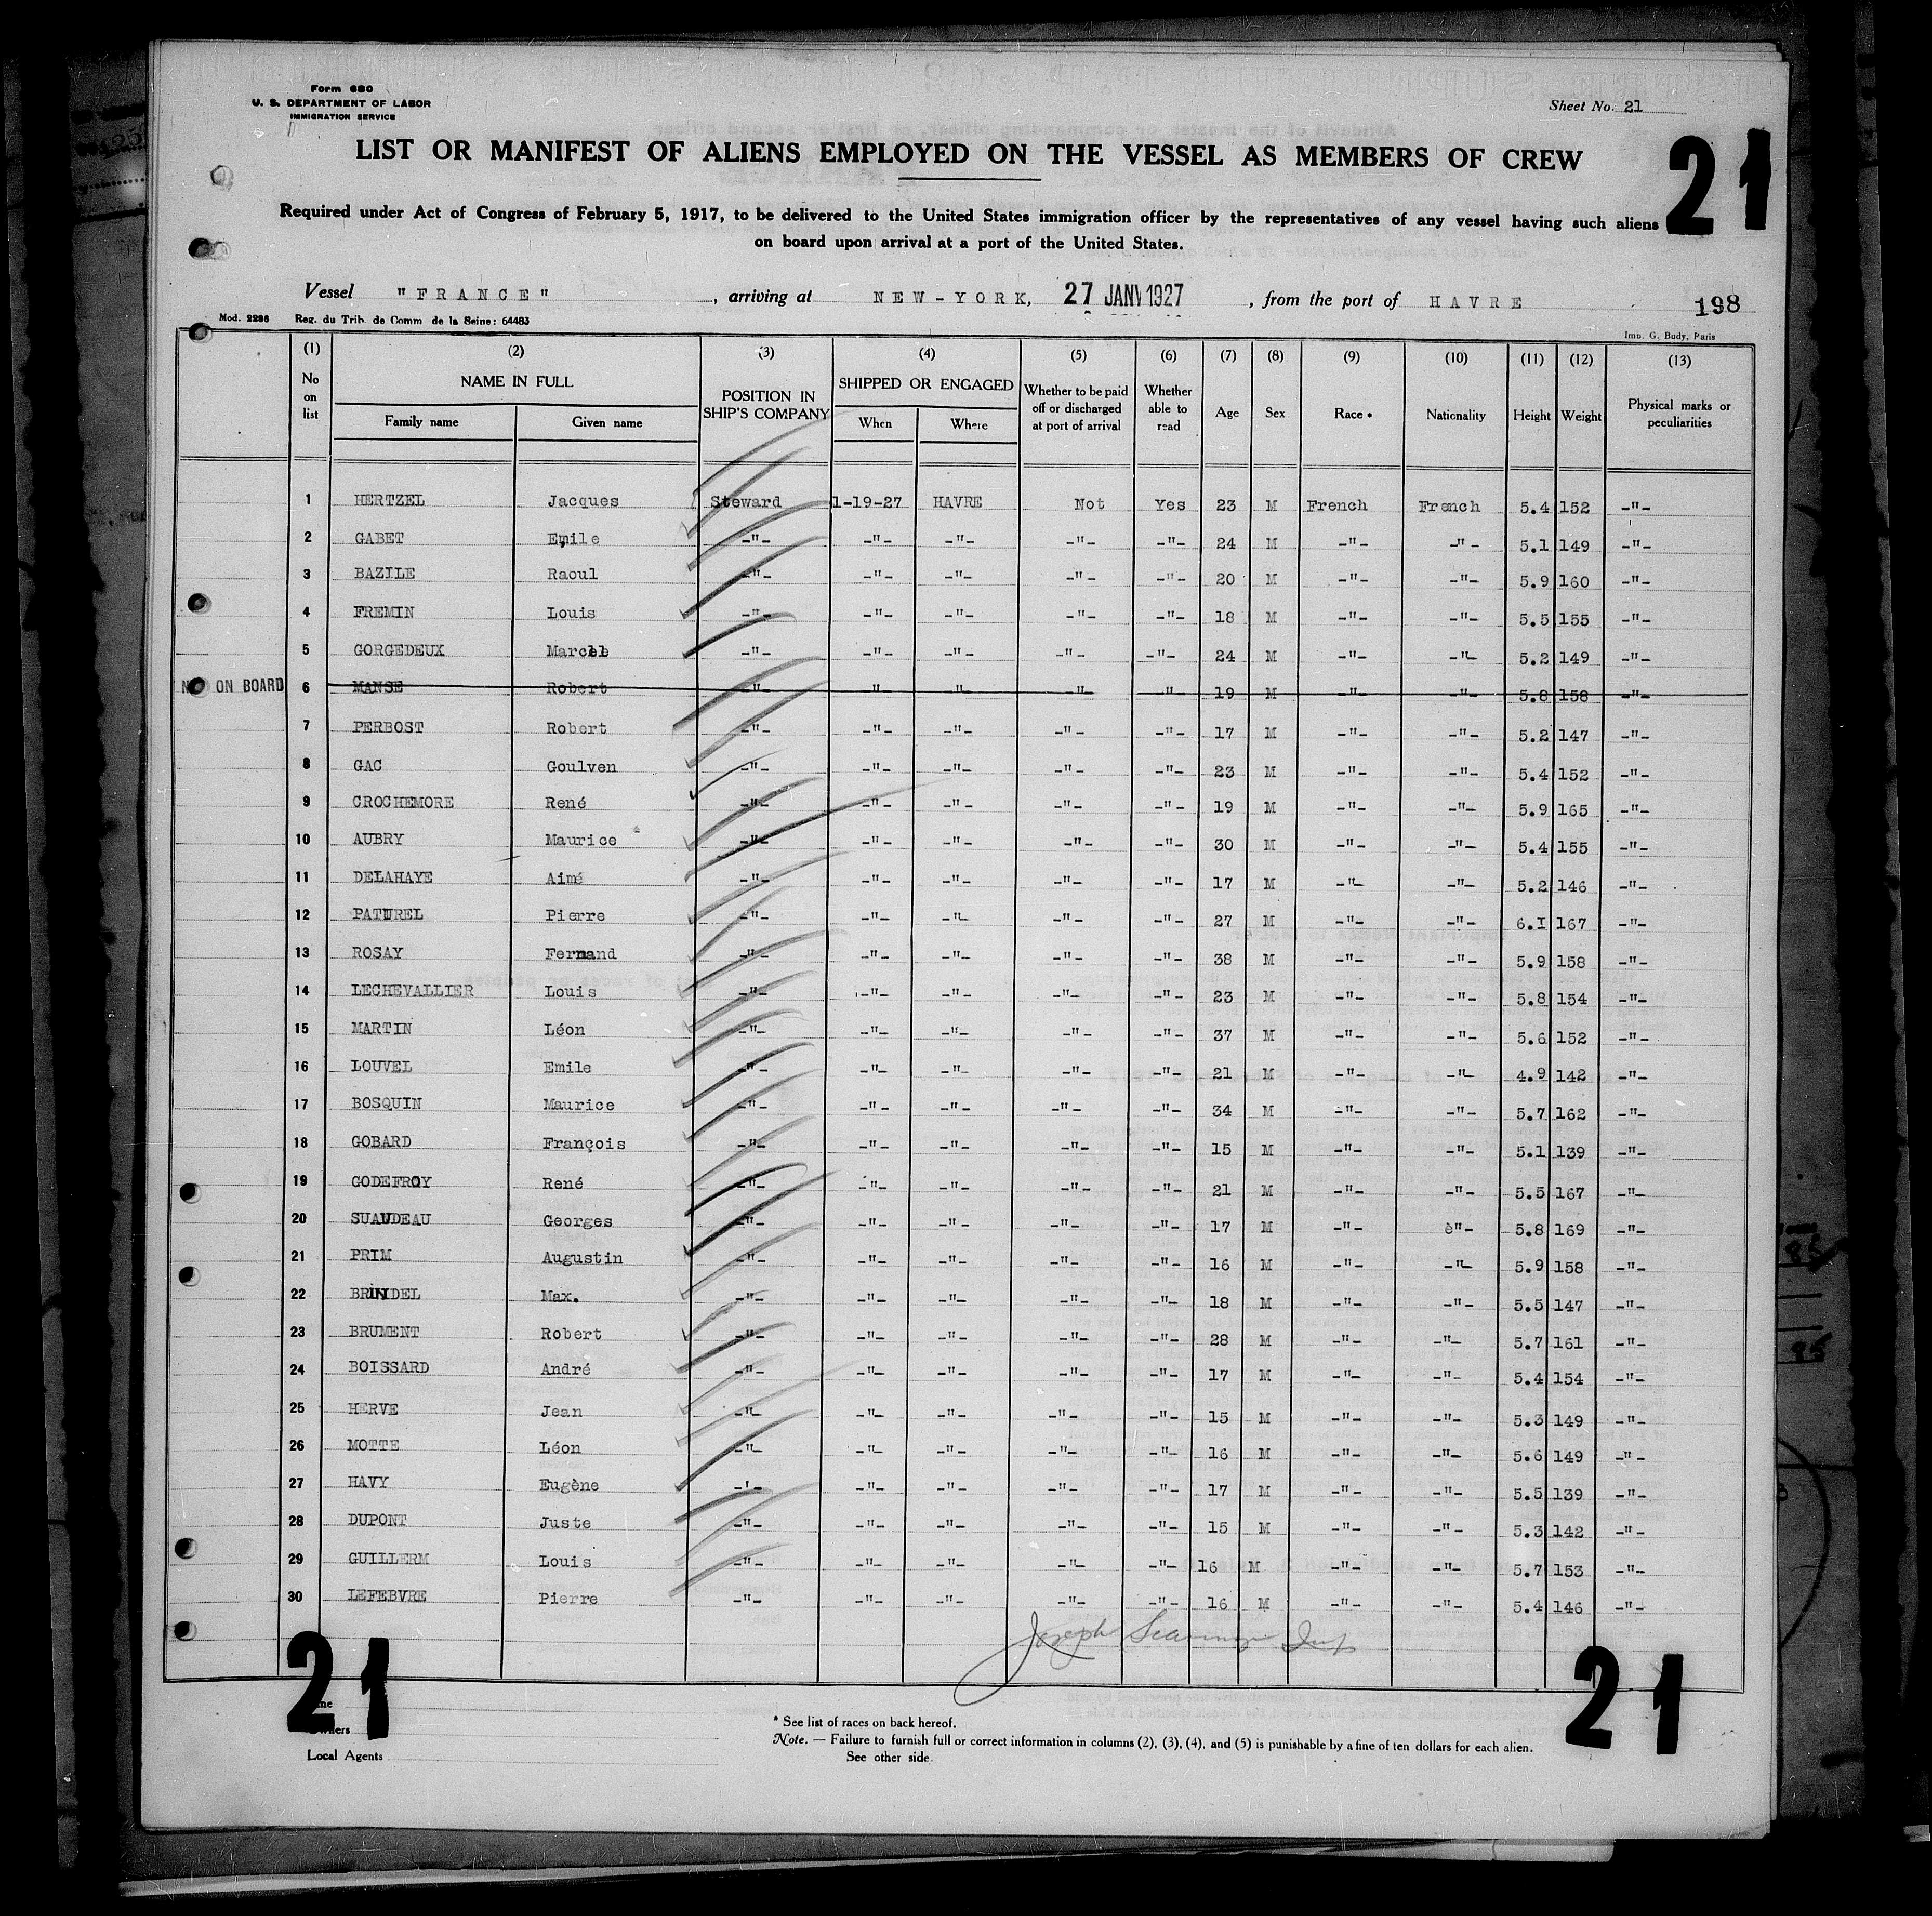 Form 680
U. S. DEPARTMENT OF LABOR
IMMIGRATION SERVICE
Sheet No. 21
21
LIST OR MANIFEST OF ALIENS EMPLOYED ON THE VESSEL AS MEMBERS OF CREW
Required under Act of Congress of February 5, 1917, to be delivered to the United States immigration officer by the representatives of any vessel having such aliens
on board upon arrival at a port of the United States.
Vessel "FRANCE", arriving at NEW-YORK, 27 JANV 1927, from the port of HAVRE 198
Mod. 2286 Reg. du Trib. de Comm de la Seine: 64483 Imp. G. Budy, Paris
(1) (2) (3) (4) (5) (6) (7) (8) (9) (10) (11) (12) (13)
No on list NAME IN FULL POSITION IN SHIP'S COMPANY SHIPPED OR ENGAGED Whether to be paid off or discharged at port of arrival Whether able to read Age Sex Race * Nationality Height Weight Physical marks or peculiarities
Family name Given name When Where
1 HERTZEL Jacques Steward 1-19-27 HAVRE Not Yes 23 M French French 5.4 152 -"-
2 GABET Emile -"- -"- -"- -"- -"- 24 M -"- -"- 5.1 149 -"-
3 BAZILE Raoul -"- -"- -"- -"- -"- 20 M -"- -"- 5.9 160 -"-
4 FREMIN Louis -"- -"- -"- -"- -"- 18 M -"- -"- 5.5 155 -"-
5 GORGEDEUX Marcel -"- -"- -"- -"- -"- 24 M -"- -"- 5.2 149 -"-
ON BOARD 6 MANSE Robert -"- -"- -"- -"- -"- 19 M -"- -"- 5.8 158 -"-
7 PERBOST Robert -"- -"- -"- -"- -"- 17 M -"- -"- 5.2 147 -"-
8 GAC Goulven -"- -"- -"- -"- -"- 23 M -"- -"- 5.4 152 -"-
9 CROCHEMORE René -"- -"- -"- -"- -"- 19 M -"- -"- 5.9 165 -"-
10 AUBRY Maurice -"- -"- -"- -"- -"- 30 M -"- -"- 5.4 155 -"-
11 DELAHAYE Aimé -"- -"- -"- -"- -"- 17 M -"- -"- 5.2 146 -"-
12 PATUREL Pierre -"- -"- -"- -"- -"- 27 M -"- -"- 6.I 167 -"-
13 ROSAY Fernand -"- -"- -"- -"- -"- 38 M -"- -"- 5.9 158 -"-
14 LECHEVALLIER Louis -"- -"- -"- -"- -"- 23 M -"- -"- 5.8 154 -"-
15 MARTIN Léon -"- -"- -"- -"- -"- 37 M -"- -"- 5.6 152 -"-
16 LOUVEL Emile -"- -"- -"- -"- -"- 21 M -"- -"- 4.9 142 -"-
17 BOSQUIN Maurice -"- -"- -"- -"- -"- 34 M -"- -"- 5.7 162 -"-
18 GOBARD François -"- -"- -"- -"- -"- 15 M -"- -"- 5.1 139 -"-
19 GODEFROY René -"- -"- -"- -"- -"- 21 M -"- -"- 5.5 167 -"-
20 SUAUDEAU Georges -"- -"- -"- -"- -"- 17 M -"- è"- 5.8 169 -"-
21 PRIM Augustin -"- -"- -"- -"- -"- 16 M -"- -"- 5.9 158 -"-
22 BRINDEL Max. -"- -"- -"- -"- -"- 18 M -"- -"- 5.5 147 -"-
23 BRUMENT Robert -"- -"- -"- -"- -"- 28 M -"- -"- 5.7 161 -"-
24 BOISSARD André -"- -"- -"- -"- -"- 17 M -"- -"- 5.4 154 -"-
25 HERVE Jean -"- -"- -"- -"- -"- 15 M -"- -"- 5.3 149 -"-
26 MOTTE Léon -"- -"- -"- -"- -"- 16 M -"- -"- 5.6 149 -"-
27 HAVY Eugène -'- -"- -"- -"- -"- 17 M -"- -"- 5.5 139 -"-
28 DUPONT Juste -"- -"- -"- -"- -"- 15 M -"- -"- 5.3 142 -"-
29 GUILLERM Louis -"- -"- -"- -"- -"- 16 M -"- -"- 5.7 153 -"-
30 LEFEBVRE Pierre -"- -"- -"- -"- -"- 16 M -"- -"- 5.4 146 -"-
Joseph
21
21
Owners
Local Agents
* See list of races on back hereof.
Note. — Failure to furnish full or correct information in columns (2), (3), (4), and (5) is punishable by a fine of ten dollars for each alien.
See other side.